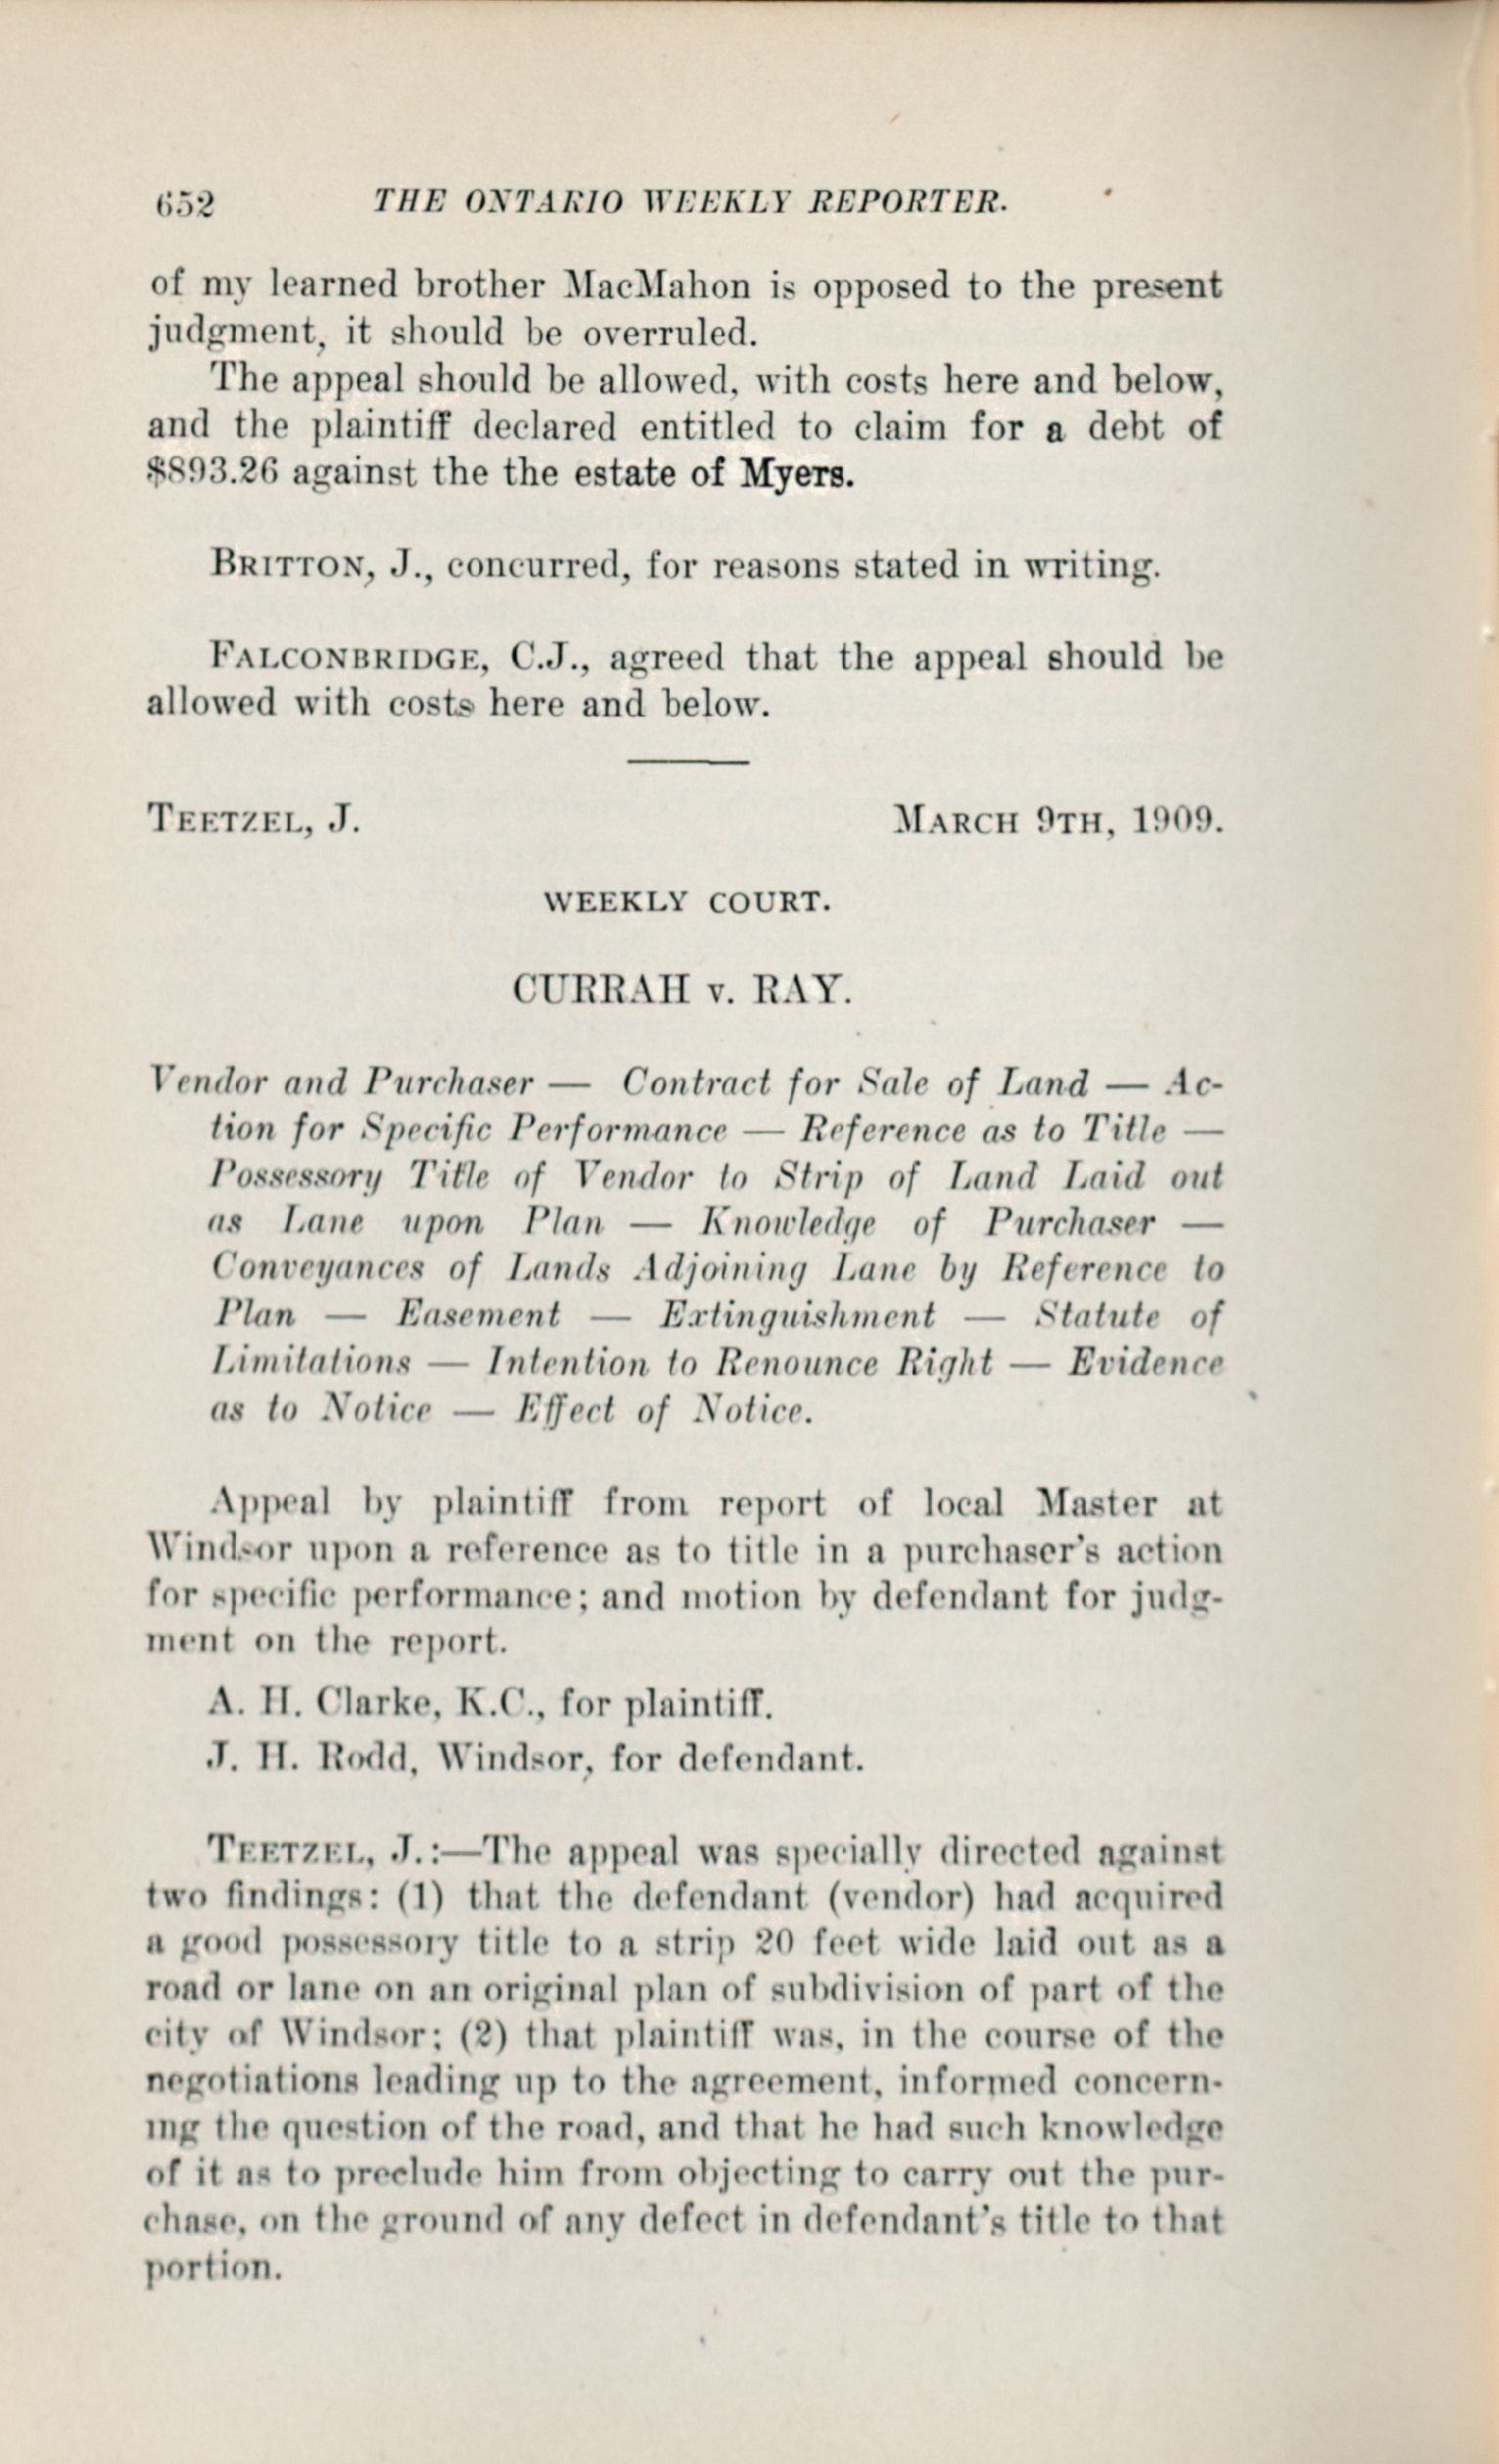 652 THE ONTARIO WEEKLY REPORTER.
of my learned brother MacMahon is opposed to the present
judgment, it should be overruled.
The appeal should be allowed, with costs here and below,
and the plaintiff declared entitled to claim for a debt of
$893.26 against the the estate of Myers.
BRITTON, J., concurred, for reasons stated in writing.
FALCONBRIDGE, C.J., agreed that the appeal should be
allowed with costs here and below.
TEETZEL, J. MARCH 9TH, 1909.
WEEKLY COURT.
CURRAH v. RAY.
Vendor and Purchaser — Contract for Sale of Land — Ac-
tion for Specific Performance — Reference as to Title —
Possessory Title of Vendor to Strip of Land Laid out
as Lane upon Plan — Knowledge of Purchaser —
Conveyances of Lands Adjoining Lane by Reference to
Plan — Easement — Extinguishment — Statute of
Limitations — Intention to Renounce Right — Evidence
as to Notice — Effect of Notice.
Appeal by plaintiff from report of local Master at
Windsor upon a reference as to title in a purchaser's action
for specific performance; and motion by defendant for judg-
ment on the report.
A. H. Clarke, K.C., for plaintiff.
J. H. Rodd, Windsor, for defendant.
TEETZEL, J.:—The appeal was specially directed against
two findings: (1) that the defendant (vendor) had acquired
a good possessory title to a strip 20 feet wide laid out as a
road or lane on an original plan of subdivision of part of the
city of Windsor; (2) that plaintiff was, in the course of the
negotiations leading up to the agreement, informed concern-
ing the question of the road, and that he had such knowledge
of it as to preclude him from objecting to carry out the pur-
chase, on the ground of any defect in defendant's title to that
portion.